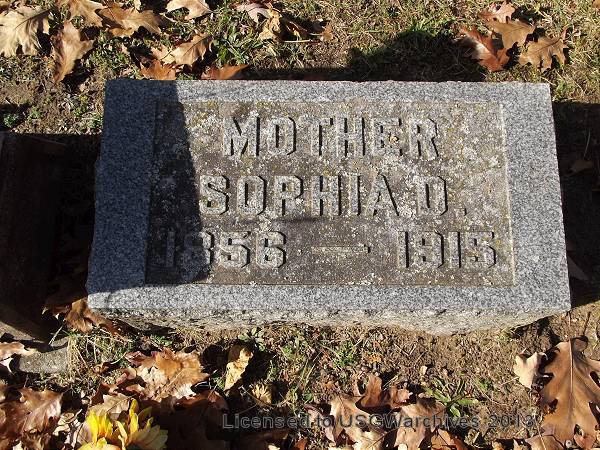 MOTHER
SOPHIA D.
1856 — 1915
Licensed to USGWarchives 2013